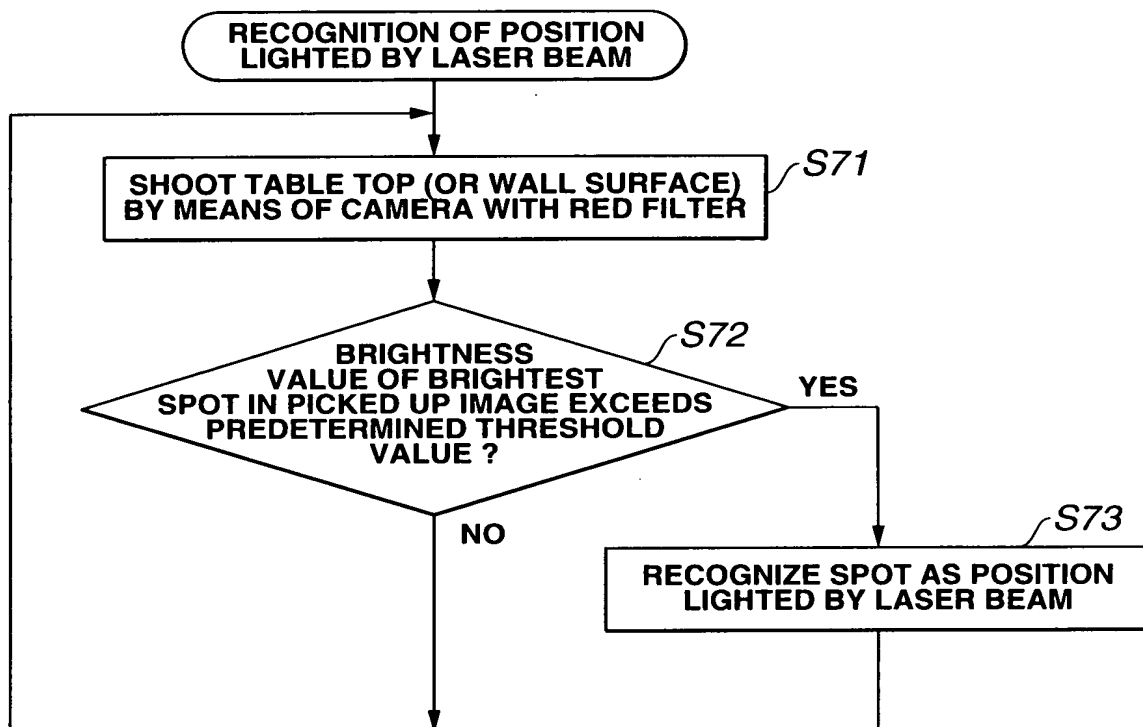 RECOGNITION OF POSITION
LIGHTED BY LASER BEAM
S71
SHOOT TABLE TOP (OR WALL SURFACE)
BY MEANS OF CAMERA WITH RED FILTER
S72
BRIGHTNESS
VALUE OF BRIGHTEST
SPOT IN PICKED UP IMAGE EXCEEDS
PREDETERMINED THRESHOLD
VALUE ?
YES
NO
S73
RECOGNIZE SPOT AS POSITION
LIGHTED BY LASER BEAM